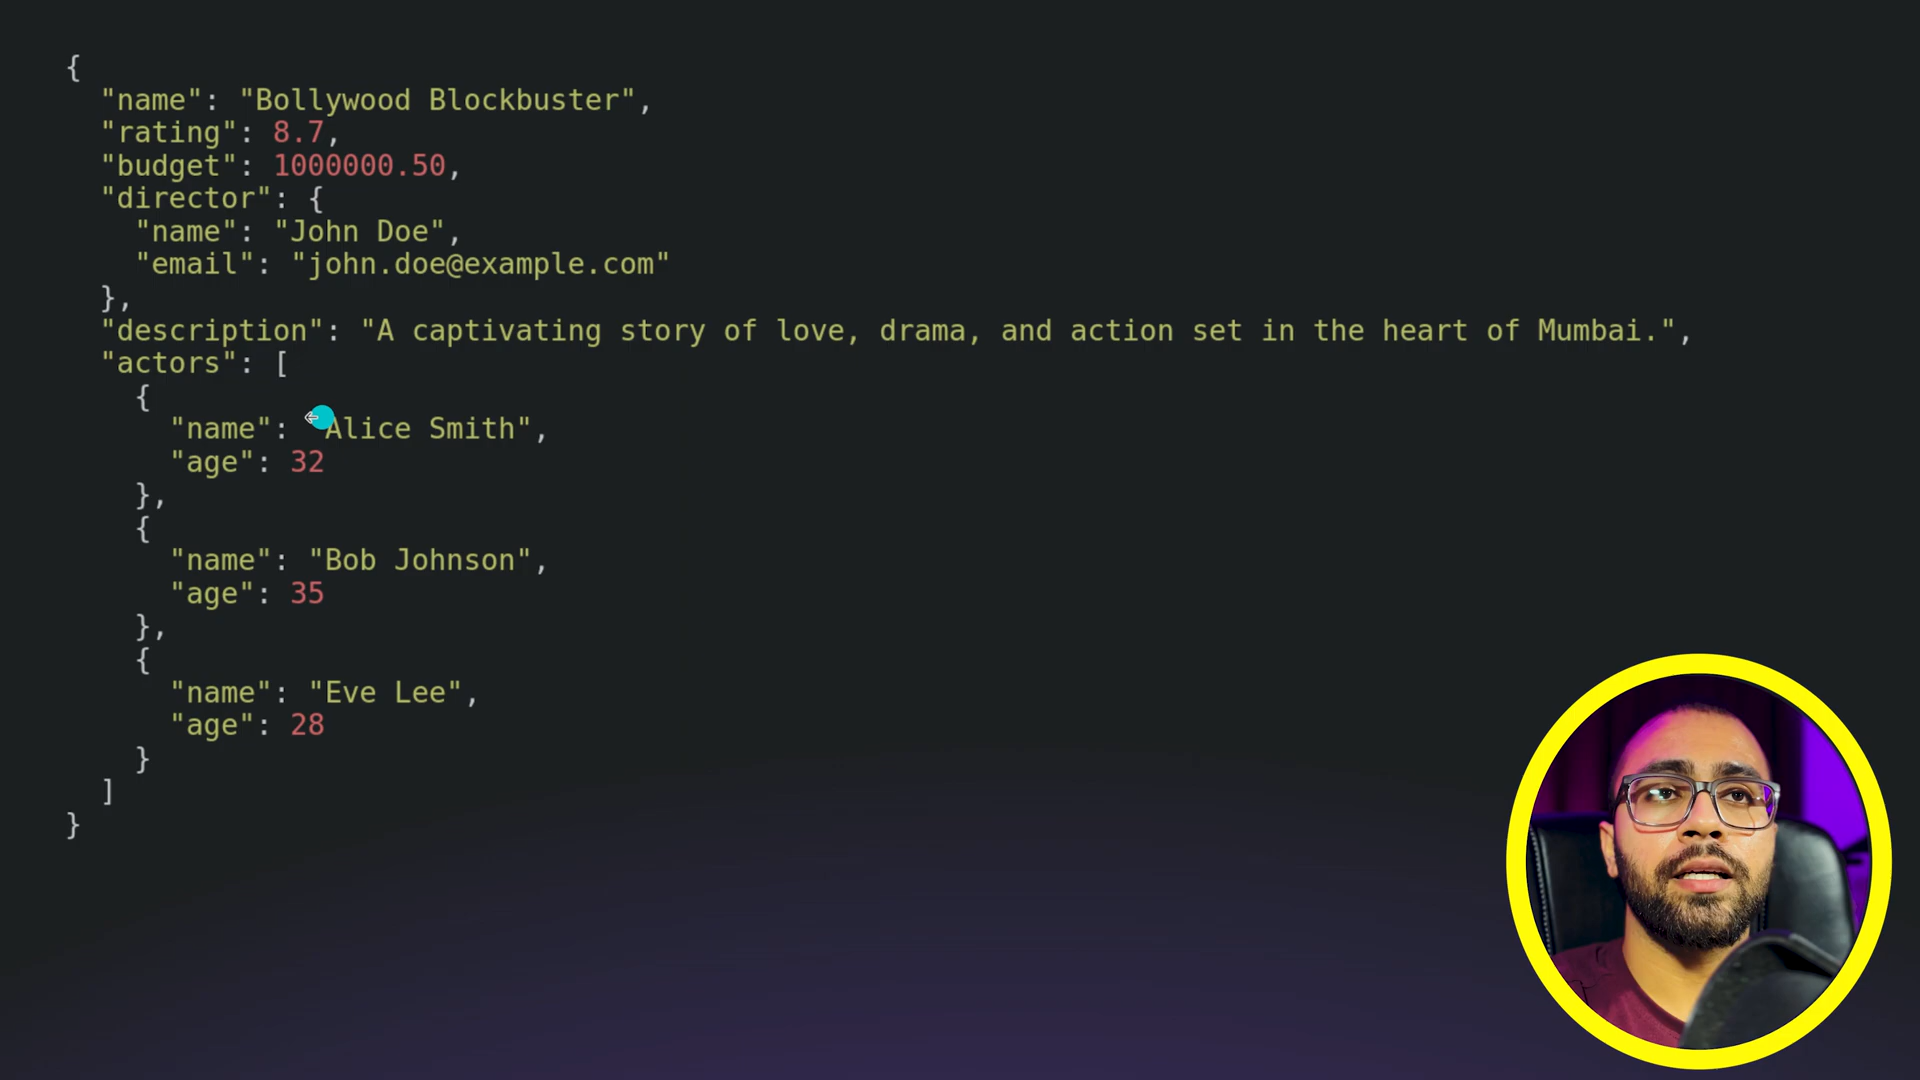 {
"name": "Bollywood Blockbuster",
"rating": 8.7,
"budget": 1000000.50,
"director": {
"name": "John Doe",
"email": "john.doe@example.com"
},
"description": "A captivating story of love, drama, and action set in the heart of Mumbai.",
"actors": [
{
"name": "Alice Smith",
"age": 32
},
{
"name": "Bob Johnson",
"age": 35
},
{
"name": "Eve Lee",
"age": 28
}
]
}